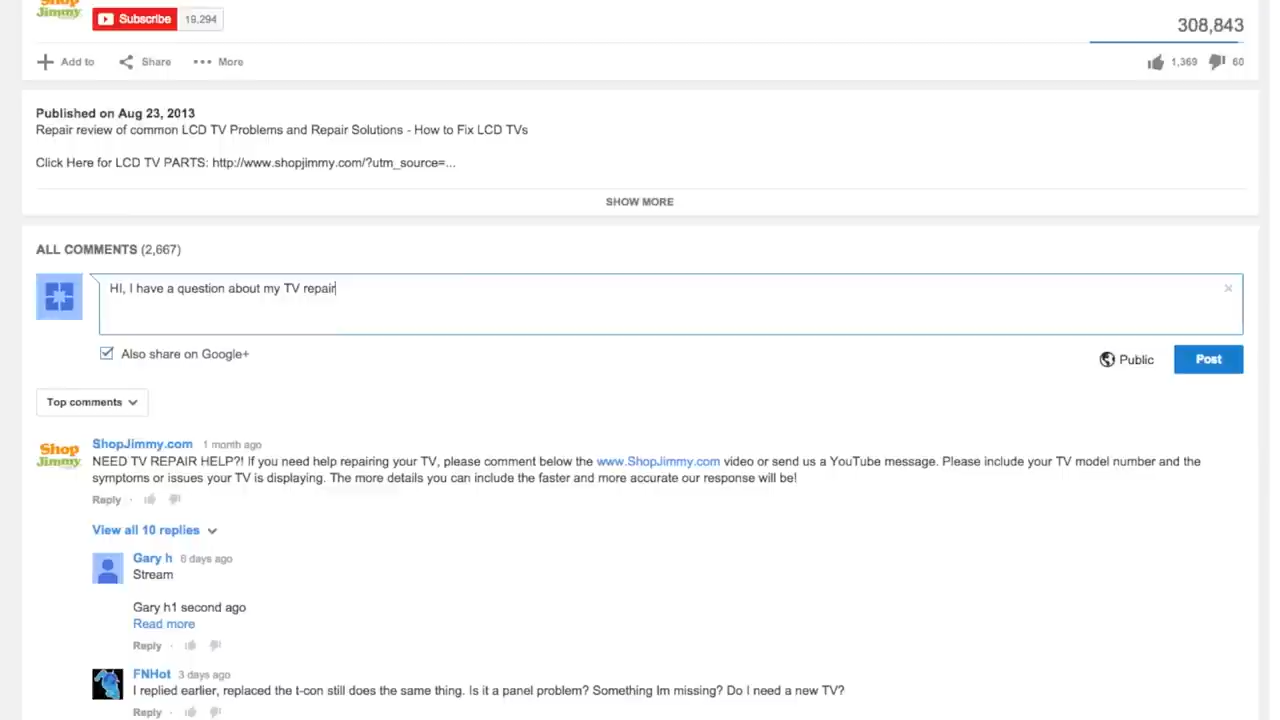 Shop
Jimmy
Subscribe 19,294
308,843
Add to Share More 1,369 60
Published on Aug 23, 2013
Repair review of common LCD TV Problems and Repair Solutions - How to Fix LCD TVs
Click Here for LCD TV PARTS: http://www.shopjimmy.com/?utm_source=...
SHOW MORE
ALL COMMENTS (2,667)
HI, I have a question about my TV repair
Also share on Google+
Public Post
Top comments
Shop
Jimmy
ShopJimmy.com 1 month ago
NEED TV REPAIR HELP?! If you need help repairing your TV, please comment below the www.ShopJimmy.com video or send us a YouTube message. Please include your TV model number and the
symptoms or issues your TV is displaying. The more details you can include the faster and more accurate our response will be!
Reply
View all 10 replies
Gary h 6 days ago
Stream
Gary h1 second ago
Read more
Reply
FNHot 3 days ago
I replied earlier, replaced the t-con still does the same thing. Is it a panel problem? Something Im missing? Do I need a new TV?
Reply